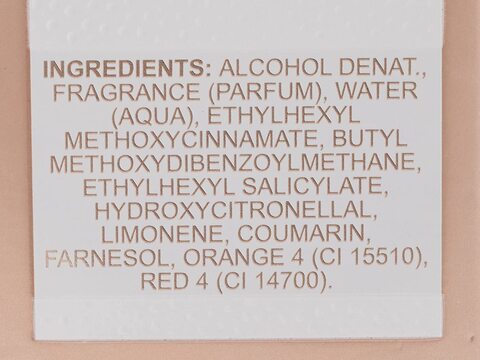 INGREDIENTS: ALCOHOL DENAT.,
FRAGRANCE (PARFUM), WATER
(AQUA), ETHYLHEXYL
METHOXYCINNAMATE, BUTYL
METHOXYDIBENZOYLMETHANE,
ETHYLHEXYL SALICYLATE,
HYDROXYCITRONELLAL,
LIMONENE, COUMARIN,
FARNESOL, ORANGE 4 (CI 15510),
RED 4 (CI 14700).